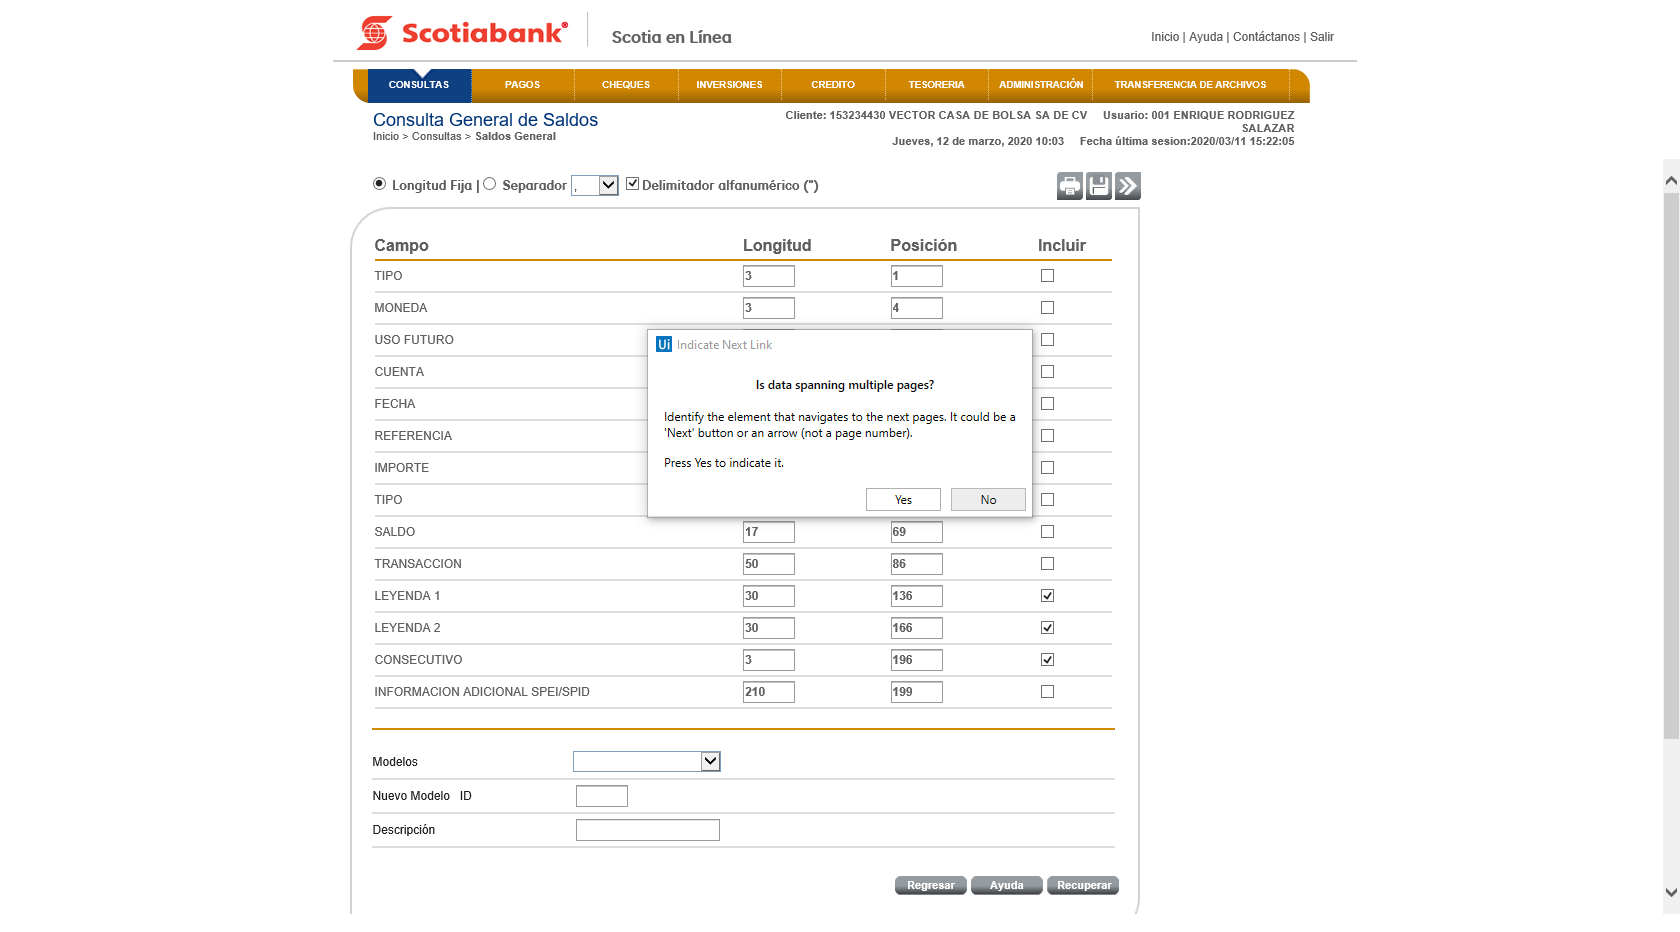 Scotiabank® Scotia en Línea
Inicio | Ayuda | Contáctanos | Salir
CONSULTAS PAGOS CHEQUES INVERSIONES CREDITO TESORERIA ADMINISTRACIÓN TRANSFERENCIA DE ARCHIVOS
Consulta General de Saldos
Inicio > Consultas > Saldos General
Cliente: 153234430 VECTOR CASA DE BOLSA SA DE CV Usuario: 001 ENRIQUE RODRIGUEZ
SALAZAR
Jueves, 12 de marzo, 2020 10:03 Fecha última sesion:2020/03/11 15:22:05
Longitud Fija | Separador , Delimitador alfanumérico (")
Campo Longitud Posición Incluir
TIPO 3 1
MONEDA 3 4
USO FUTURO
CUENTA
FECHA
REFERENCIA
IMPORTE
TIPO
Ui Indicate Next Link
Is data spanning multiple pages?
Identify the element that navigates to the next pages. It could be a
'Next' button or an arrow (not a page number).
Press Yes to indicate it.
Yes No
SALDO 17 69
TRANSACCION 50 86
LEYENDA 1 30 136
LEYENDA 2 30 166
CONSECUTIVO 3 196
INFORMACION ADICIONAL SPEI/SPID 210 199
Modelos
Nuevo Modelo ID
Descripción
Regresar Ayuda Recuperar